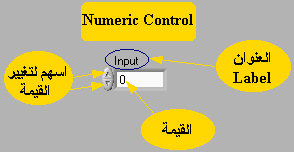 Numeric Control
Input
0
العنوان
Label
اسهم لتغيير
القيمة
القيمة